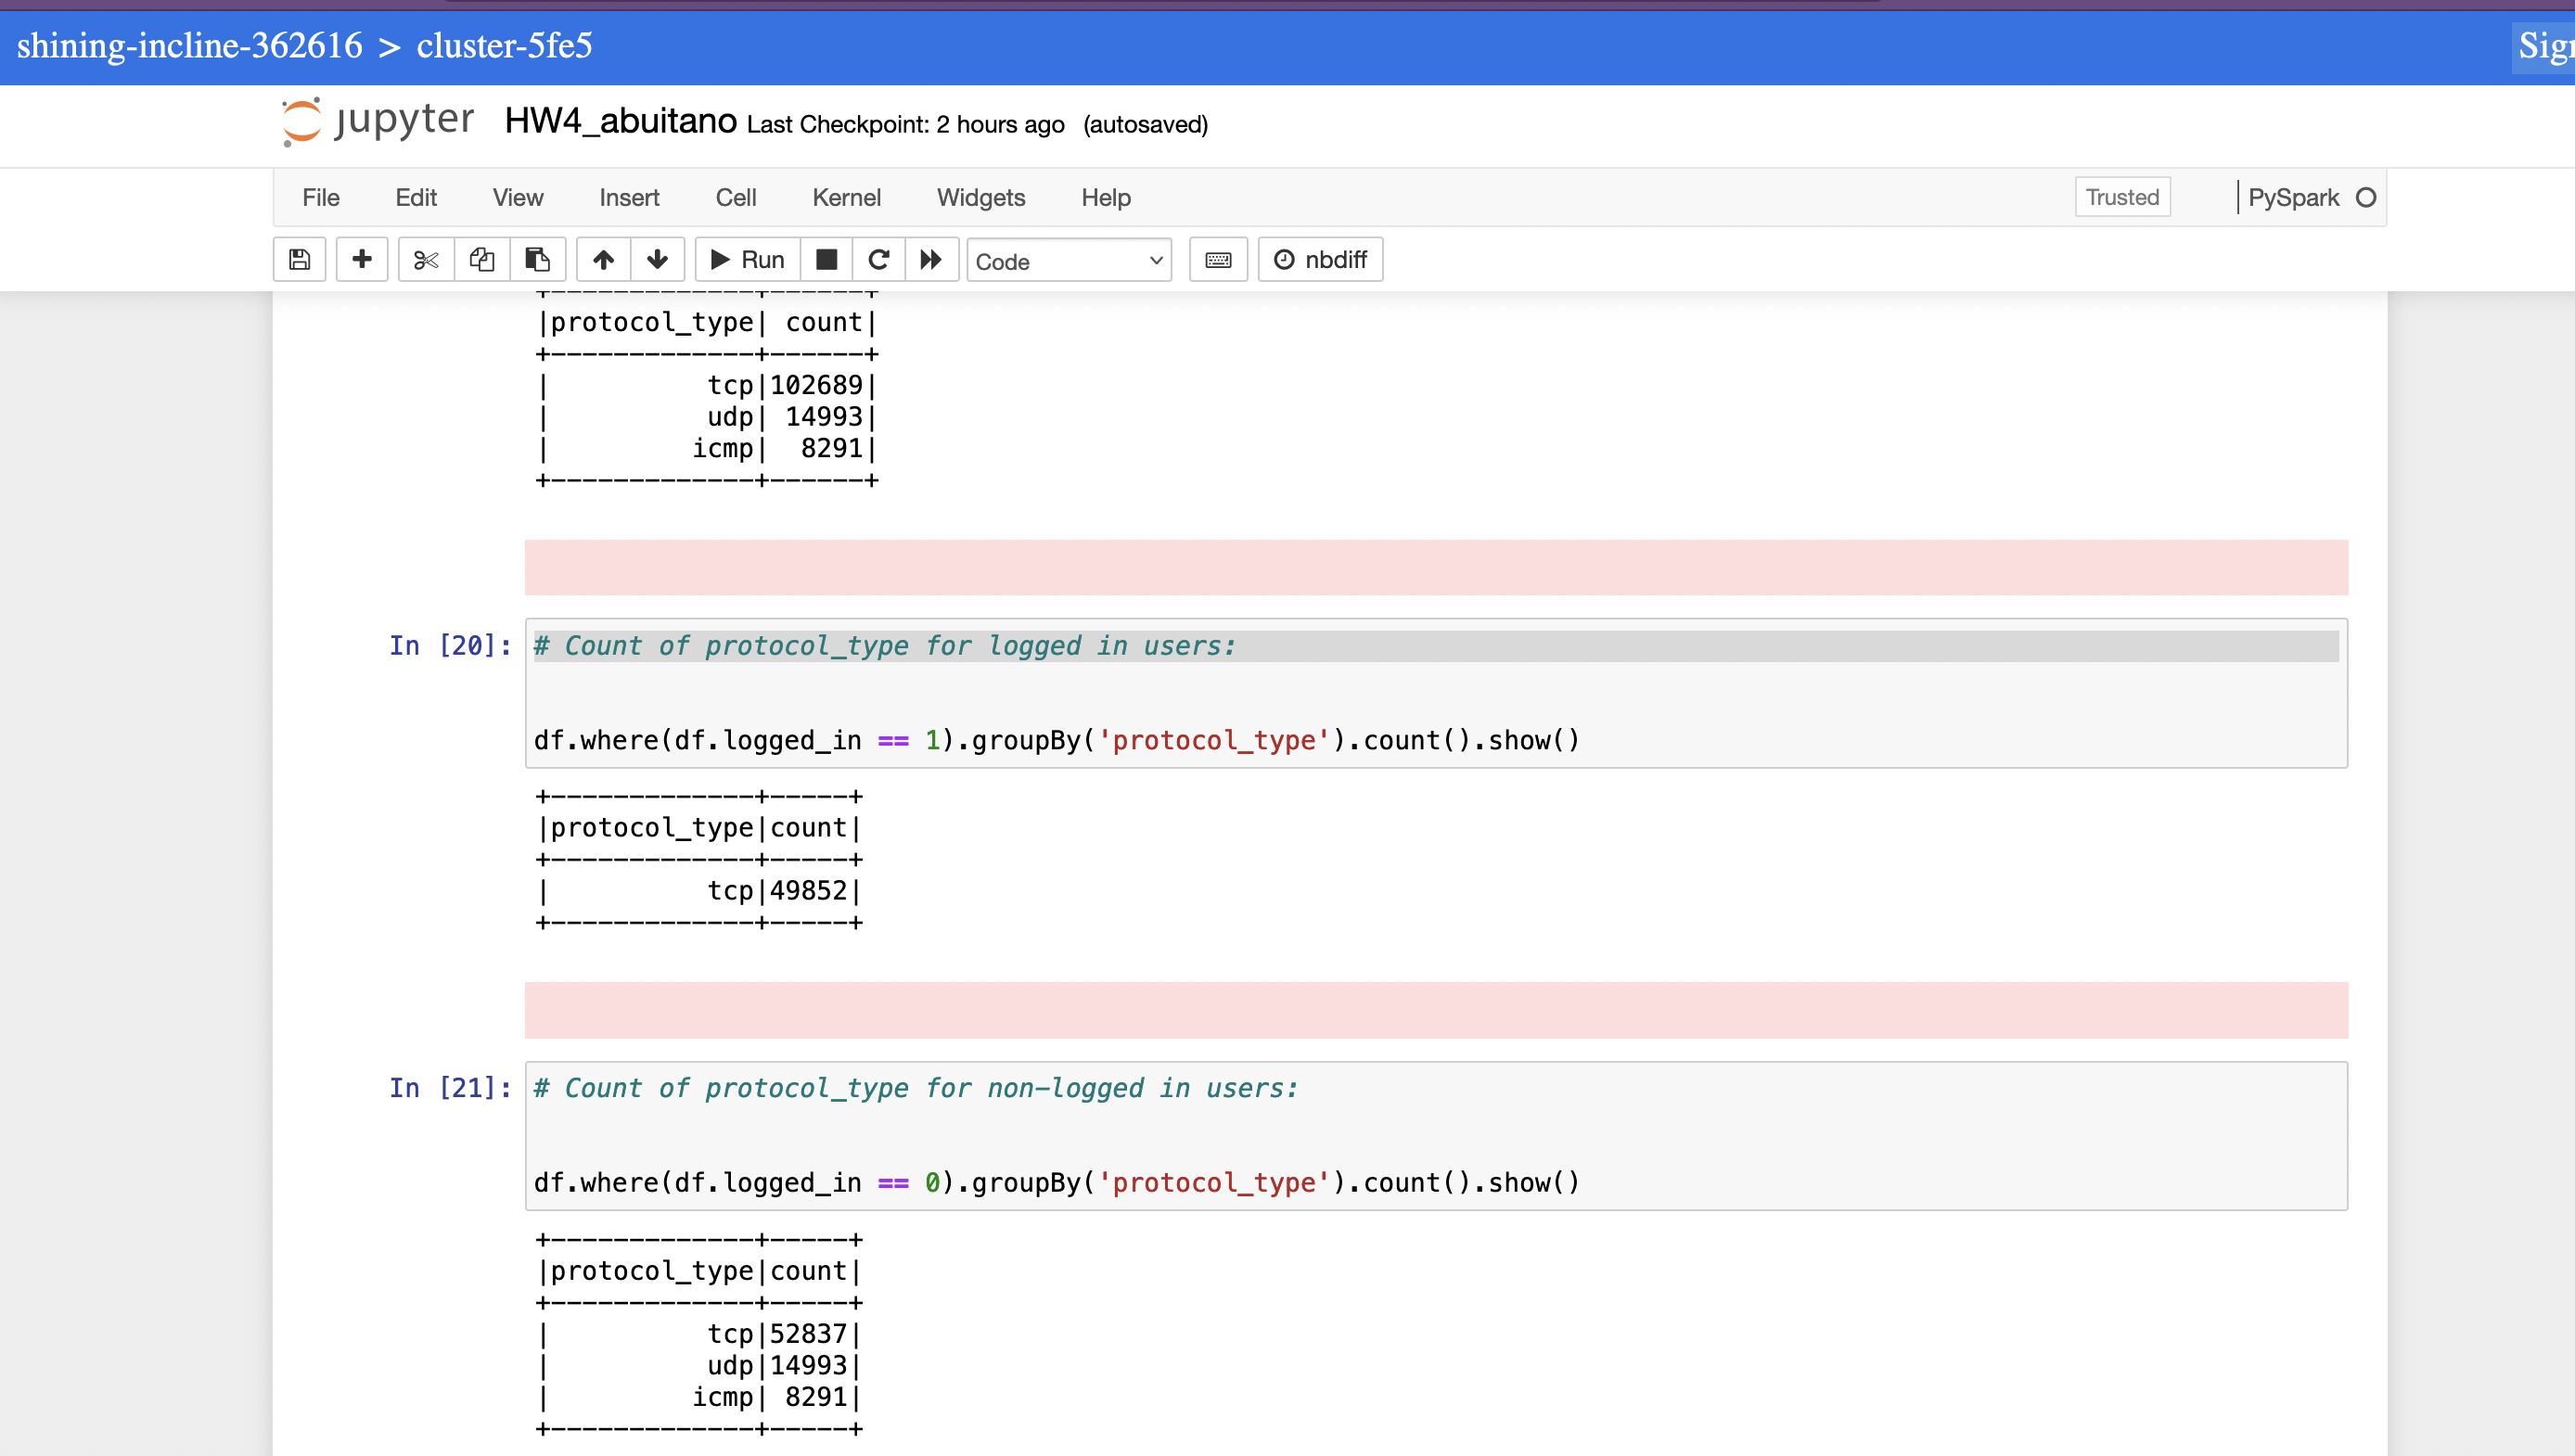 shining-incline-362616 > cluster-5fe5
jupyter HW4_abuitano Last Checkpoint: 2 hours ago (autosaved)
File Edit View Insert Cell Kernel Widgets Help Trusted PySpark
Run Code nbdiff
|protocol_type| count|
+-------------+------+
|          tcp|102689|
|          udp| 14993|
|         icmp|  8291|
+-------------+------+
In [20]: # Count of protocol_type for logged in users:
df.where(df.logged_in == 1).groupBy('protocol_type').count().show()
+-------------+-----+
|protocol_type|count|
+-------------+-----+
|          tcp|49852|
+-------------+-----+
In [21]: # Count of protocol_type for non-logged in users:
df.where(df.logged_in == 0).groupBy('protocol_type').count().show()
+-------------+-----+
|protocol_type|count|
+-------------+-----+
|          tcp|52837|
|          udp|14993|
|         icmp| 8291|
+-------------+-----+